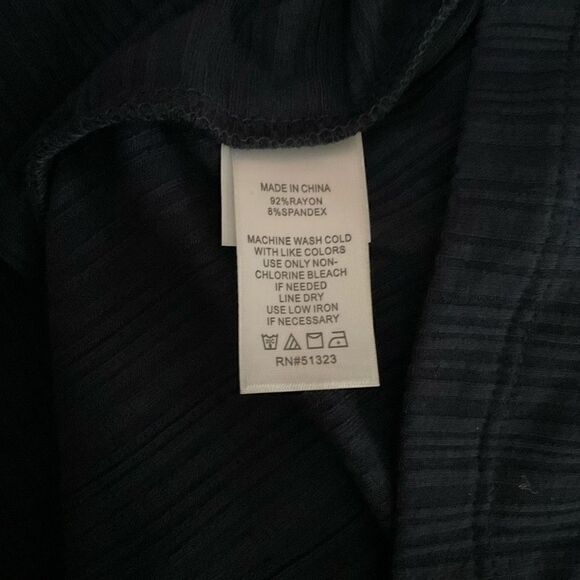 MADE IN CHINA
92%RAYON
8%SPANDEX
MACHINE WASH COLD
WITH LIKE COLORS
USE ONLY NON-
CHLORINE BLEACH
IF NEEDED
LINE DRY
USE LOW IRON
IF NECESSARY
RN#51323